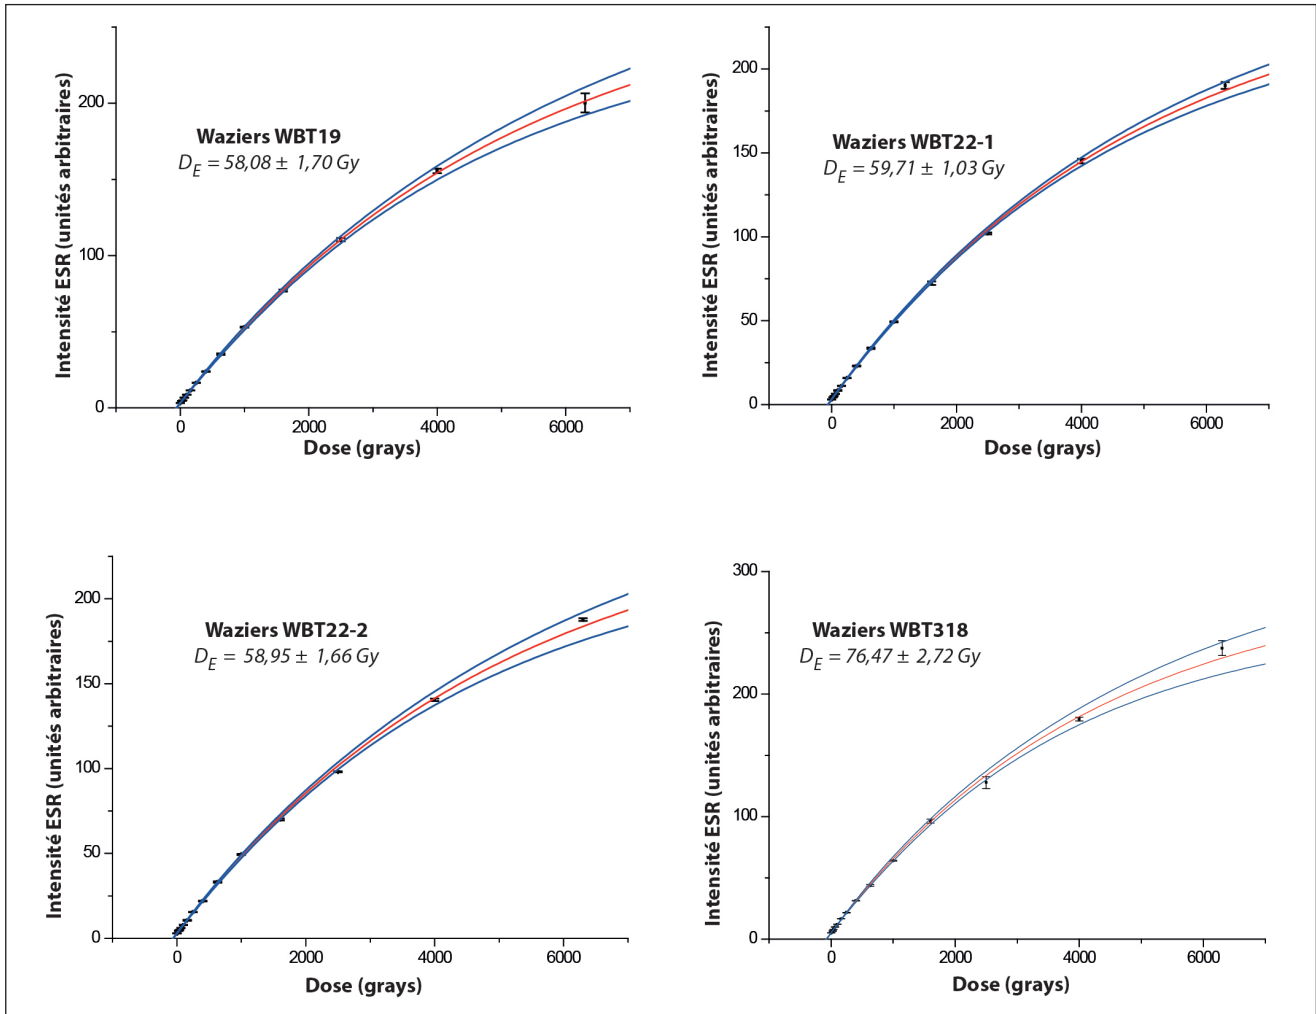 Waziers WBT19
D_E = 58,08 ± 1,70 Gy
Intensité ESR (unités arbitraires)
200
100
0
0 2000 4000 6000
Dose (grays)
Waziers WBT22-1
D_E = 59,71 ± 1,03 Gy
Intensité ESR (unités arbitraires)
200
150
100
50
0
0 2000 4000 6000
Dose (grays)
Waziers WBT22-2
D_E = 58,95 ± 1,66 Gy
Intensité ESR (unités arbitraires)
200
150
100
50
0
0 2000 4000 6000
Dose (grays)
Waziers WBT318
D_E = 76,47 ± 2,72 Gy
Intensité ESR (unités arbitraires)
300
200
100
0
0 2000 4000 6000
Dose (grays)